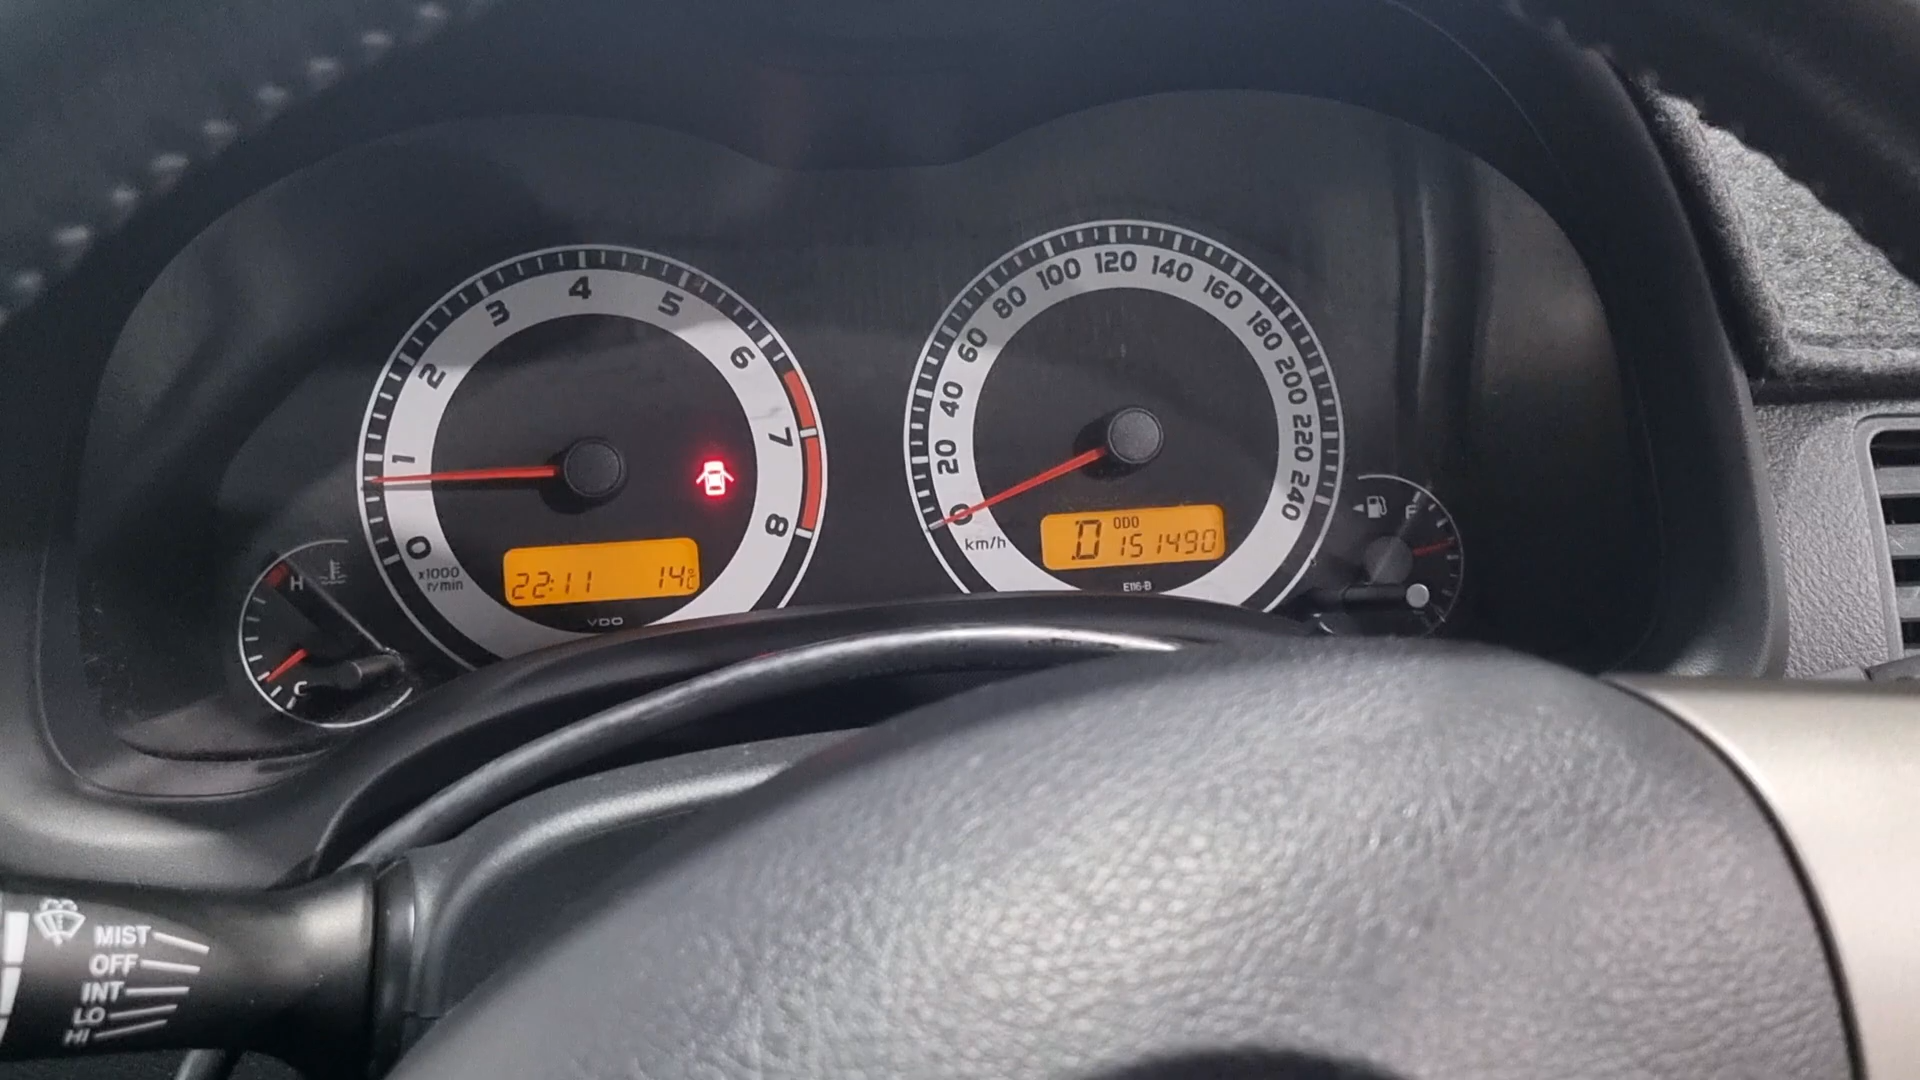 0 1 2 3 4 5 6 7 8
x1000
r/min
22:11 14°C
VDO
H
C
0 20 40 60 80 100 120 140 160 180 200 220 240
km/h
D ODO 151490
E116-B
F
MIST
OFF
INT
LO
HI